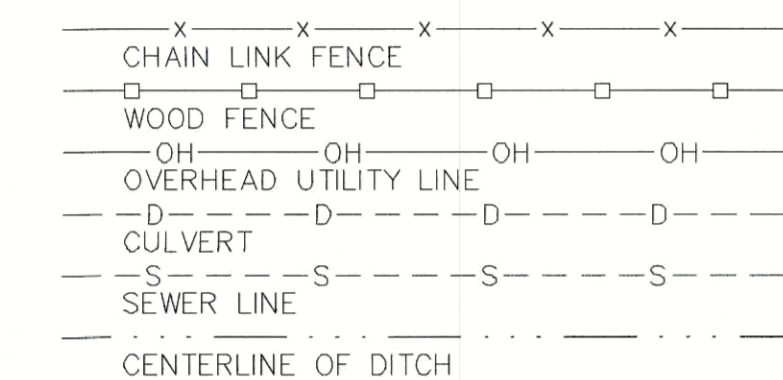 X X X X X
CHAIN LINK FENCE
WOOD FENCE
OH OH OH OH
OVERHEAD UTILITY LINE
D D D D
CULVERT
S S S S
SEWER LINE
CENTERLINE OF DITCH